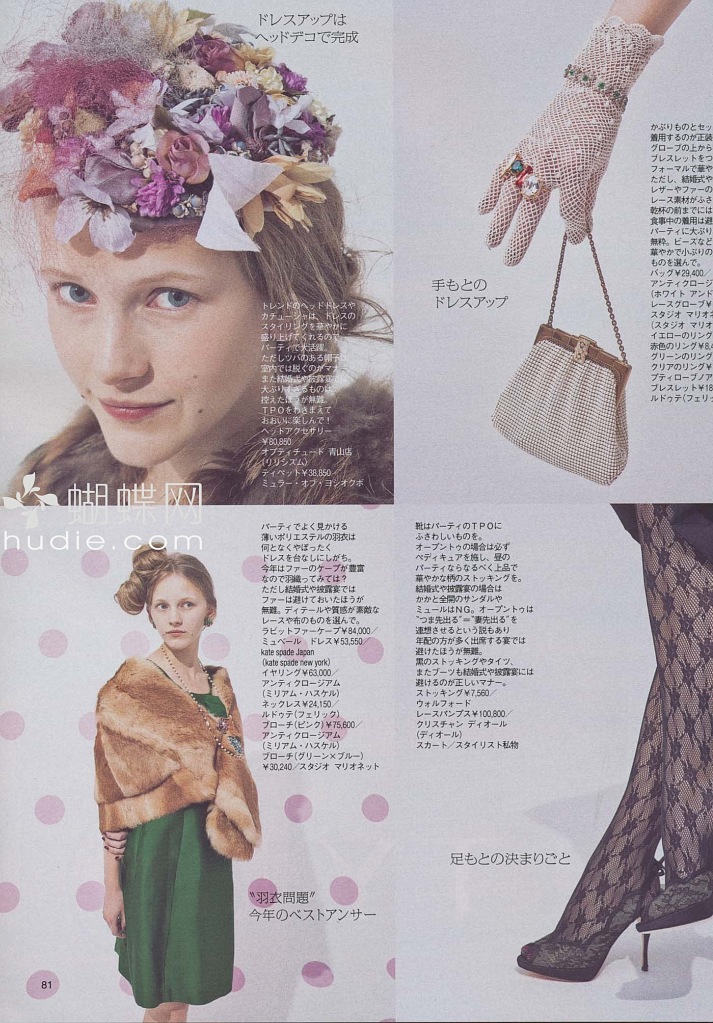 ドレスアップは
ヘッドデコで完成
トレンドのヘッドドレスや
カチューシャは、ドレスの
スタイリングを華やかに
盛り上げてくれるので
パーティで大活躍。
ただしツバのある帽子は
室内では脱ぐのがマナー。
また結婚式や披露宴では
大ぶりすぎるものは
控えたほうが無難。
TPOをわきまえて
おおいに楽しんで!
ヘッドアクセサリー
¥80,850/
オプティチュード 青山店
(リリシズム)
ティペット¥38,850/
ミュラー・オブ・ヨシオクボ
手もとの
ドレスアップ
かぶりものとセッ
着用するのが正装
グローブの上から
ブレスレットをつ
フォーマルで華や
ただし、結婚式や
レザーやファーの
レース素材がふさ
乾杯の前までには
食事中の着用は避
パーティに大ぶり
無粋。ビーズなど
華やかで小ぶりの
ものを選んで。
バッグ¥29,400/
アンティクロージ
(ホワイト アンド
レースグローブ¥
スタジオ マリオネ
(スタジオ マリオ
イエローのリング
赤色のリング¥8,4
グリーンのリング
クリアのリング¥
プティローブノア
ブレスレット¥18
ルドゥテ(フェリッ
蝴蝶网
hudie.com
パーティでよく見かける
薄いポリエステルの羽衣は
何となくやぼったく
ドレスを台なしにしがち。
今年はファーのケープが豊富
なので羽織ってみては?
ただし結婚式や披露宴では
ファーは避けておいたほうが
無難。ディテールや質感が素敵な
レースや布のものを選んで。
ラビットファーケープ¥84,000/
ミュベール ドレス¥53,550/
kate spade Japan
(kate spade new york)
イヤリング¥63,000/
アンティクロージアム
(ミリアム・ハスケル)
ネックレス¥24,150/
ルドゥテ(フェリック)
ブローチ(ピンク)¥75,600/
アンティクロージアム
(ミリアム・ハスケル)
ブローチ(グリーン×ブルー)
¥30,240/スタジオ マリオネット
“羽衣問題”
今年のベストアンサー
靴はパーティのTPOに
ふさわしいものを。
オープントゥの場合は必ず
ペディキュアを施し、昼の
パーティならなるべく上品で
華やかな柄のストッキングを。
結婚式や披露宴の場合は
かかと全開のサンダルや
ミュールはNG。オープントゥは
“つま先出る”=“妻先出る”を
連想させるという説もあり
年配の方が多く出席する宴では
避けたほうが無難。
黒のストッキングやタイツ、
またブーツも結婚式や披露宴には
避けるのが正しいマナー。
ストッキング¥7,560/
ウォルフォード
レースパンプス¥100,800/
クリスチャン ディオール
(ディオール)
スカート/スタイリスト私物
足もとの決まりごと
81